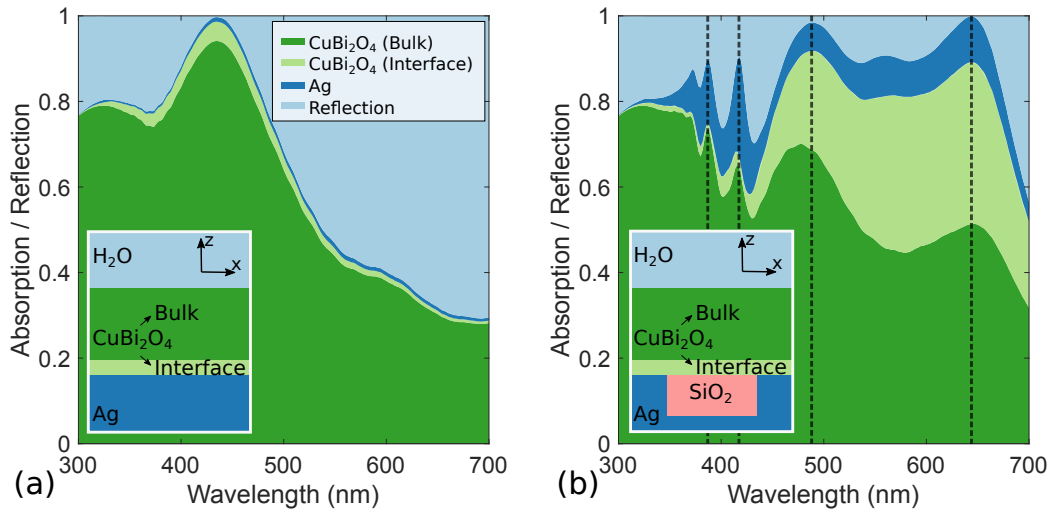 1
0.8
0.6
0.4
0.2
0
Absorption / Reflection
CuBi2O4 (Bulk)
CuBi2O4 (Interface)
Ag
Reflection
H2O
z
x
Bulk
CuBi2O4
Interface
Ag
300 400 500 600 700
Wavelength (nm)
(a)
1
0.8
0.6
0.4
0.2
0
Absorption / Reflection
H2O
z
x
Bulk
CuBi2O4
Interface
SiO2
Ag
300 400 500 600 700
Wavelength (nm)
(b)